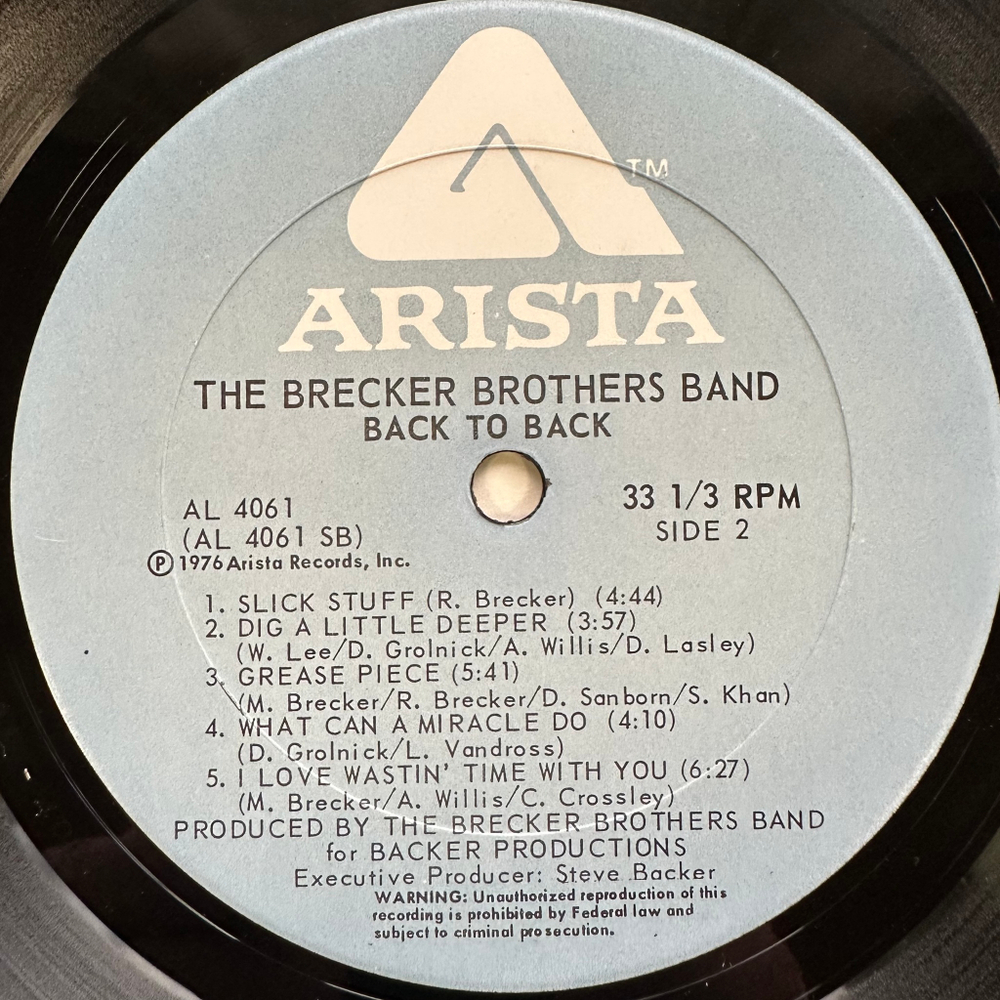 TM
ARISTA
THE BRECKER BROTHERS BAND
BACK TO BACK
AL 4061
(AL 4061 SB)
℗ 1976 Arista Records, Inc.
33 1/3 RPM
SIDE 2
1. SLICK STUFF (R. Brecker) (4:44)
2. DIG A LITTLE DEEPER (3:57)
(W. Lee/D. Grolnick/A. Willis/D. Lasley)
3. GREASE PIECE (5:41)
(M. Brecker/R. Brecker/D. Sanborn/S. Khan)
4. WHAT CAN A MIRACLE DO (4:10)
(D. Grolnick/L. Vandross)
5. I LOVE WASTIN' TIME WITH YOU (6:27)
(M. Brecker/A. Willis/C. Crossley)
PRODUCED BY THE BRECKER BROTHERS BAND
for BACKER PRODUCTIONS
Executive Producer: Steve Backer
WARNING: Unauthorized reproduction of this
recording is prohibited by Federal law and
subject to criminal prosecution.